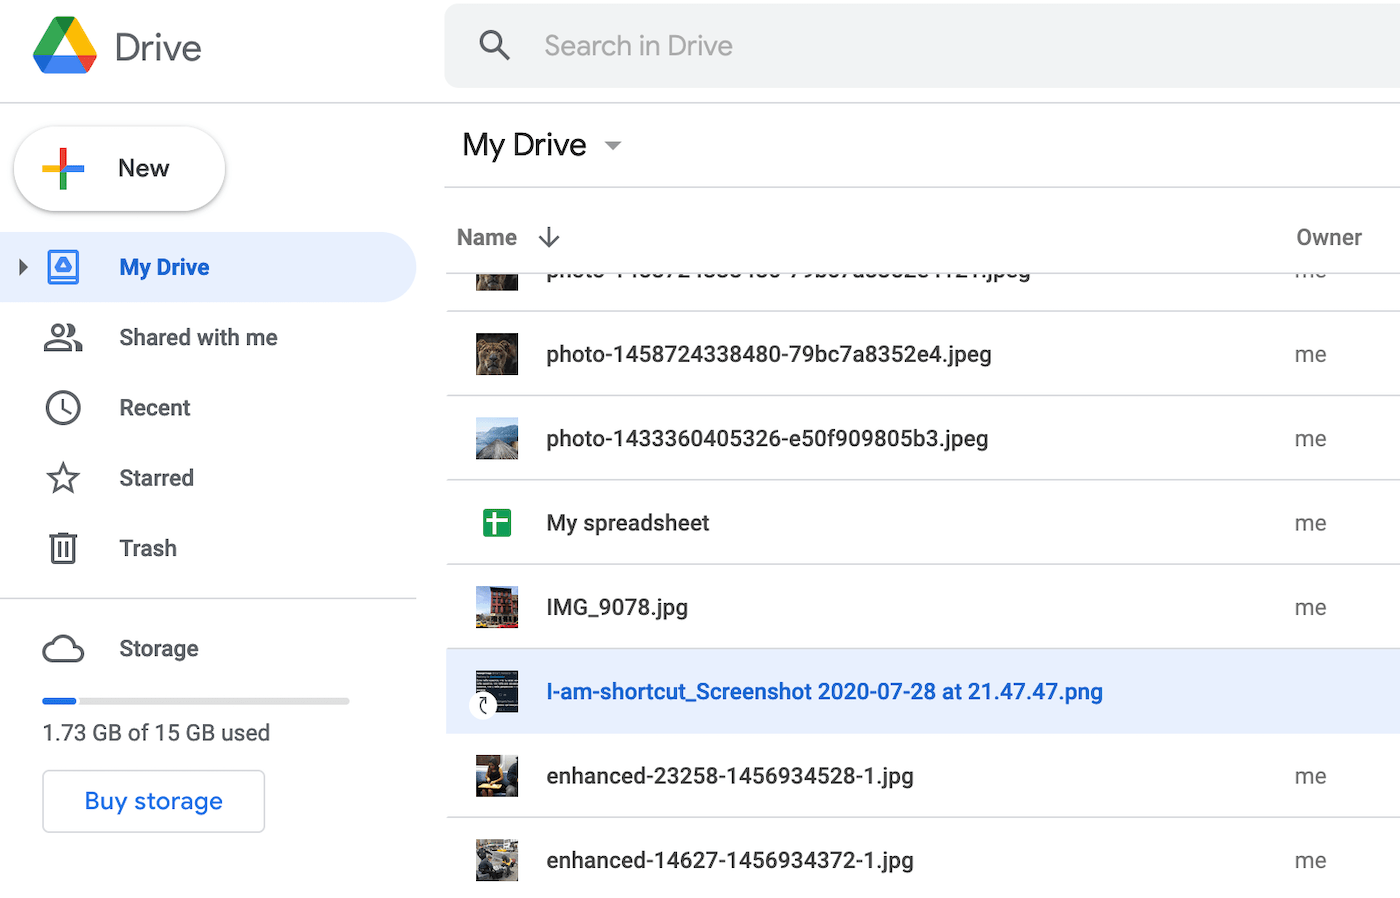 Drive
Search in Drive
New
My Drive
Name
Owner
My Drive
Shared with me
photo-1458724338480-79bc7a8352e4.jpeg
me
Recent
photo-1433360405326-e50f909805b3.jpeg
me
Starred
My spreadsheet
me
Trash
IMG_9078.jpg
me
Storage
I-am-shortcut_Screenshot 2020-07-28 at 21.47.47.png
1.73 GB of 15 GB used
enhanced-23258-1456934528-1.jpg
me
Buy storage
enhanced-14627-1456934372-1.jpg
me